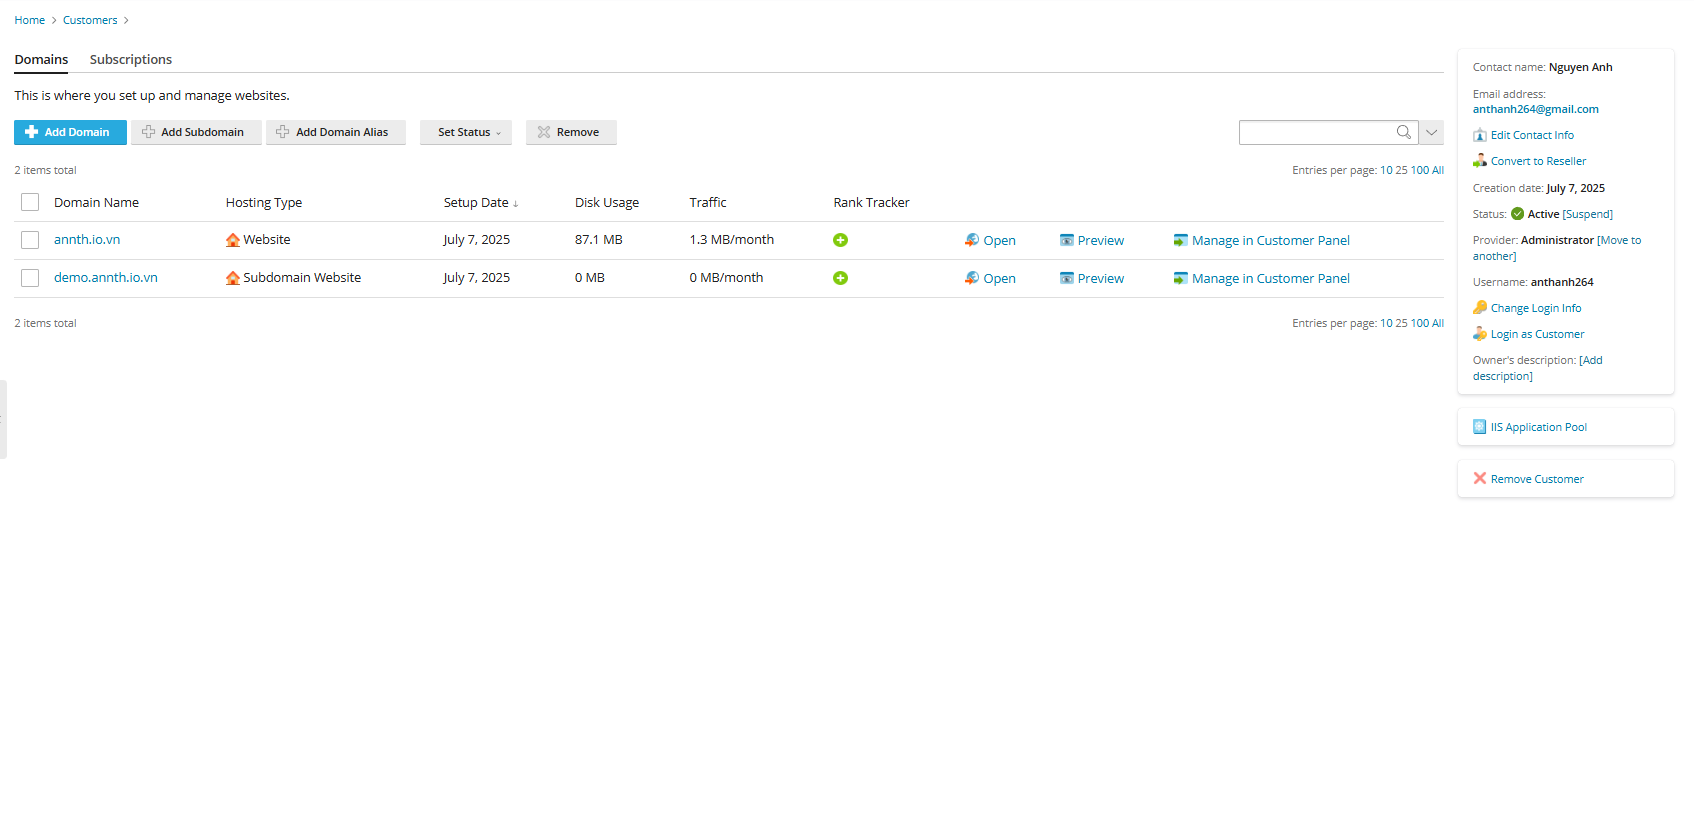 Home > Customers >
Domains Subscriptions
This is where you set up and manage websites.
Add Domain Add Subdomain Add Domain Alias Set Status Remove
2 items total Entries per page: 10 25 100 All
Domain Name Hosting Type Setup Date ↓ Disk Usage Traffic Rank Tracker
annth.io.vn Website July 7, 2025 87.1 MB 1.3 MB/month Open Preview Manage in Customer Panel
demo.annth.io.vn Subdomain Website July 7, 2025 0 MB 0 MB/month Open Preview Manage in Customer Panel
2 items total Entries per page: 10 25 100 All
Contact name: Nguyen Anh
Email address:
anthanh264@gmail.com
Edit Contact Info
Convert to Reseller
Creation date: July 7, 2025
Status: Active [Suspend]
Provider: Administrator [Move to
another]
Username: anthanh264
Change Login Info
Login as Customer
Owner's description: [Add
description]
IIS Application Pool
Remove Customer